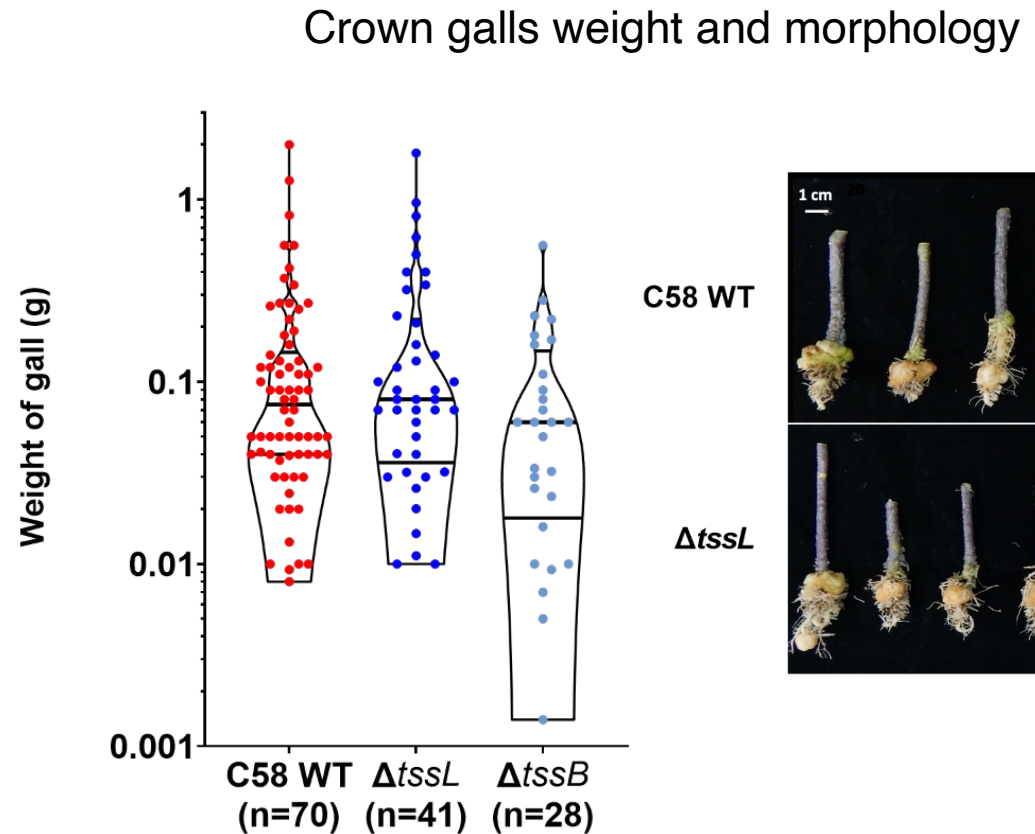 Crown galls weight and morphology
Weight of gall (g)
1
0.1
0.01
0.001
C58 WT ΔtssL ΔtssB
(n=70) (n=41) (n=28)
1 cm 20
C58 WT
ΔtssL